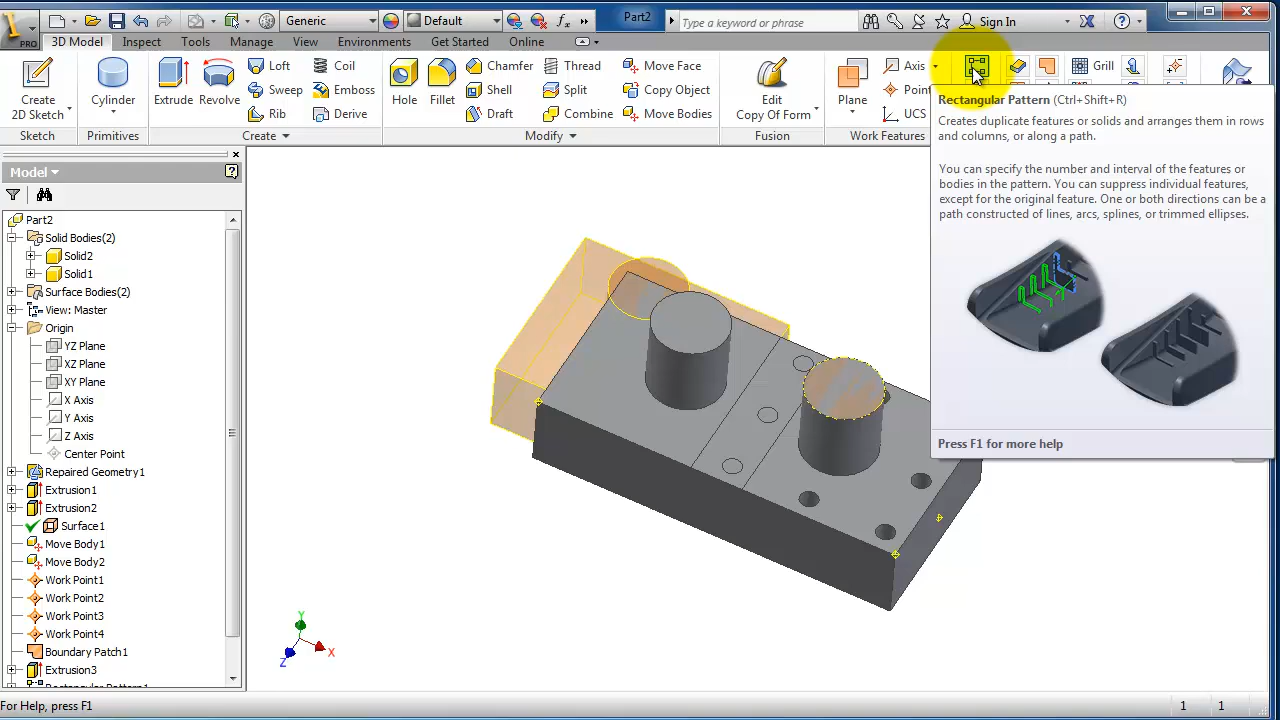 Generic
Default
Part2
Type a keyword or phrase
Sign In
PRO
3D Model
Inspect
Tools
Manage
View
Environments
Get Started
Online
Create
2D Sketch
Cylinder
Extrude
Revolve
Loft
Coil
Emboss
Rib
Derive
Hole
Fillet
Chamfer
Thread
Move Face
Shell
Split
Copy Object
Draft
Combine
Move Bodies
Edit
Copy Of Form
Plane
Axis
UCS
Grill
Sketch
Primitives
Create
Modify
Fusion
Work Features
Rectangular Pattern (Ctrl+Shift+R)
Creates duplicate features or solids and arranges them in rows
and columns, or along a path.
You can specify the number and interval of the features or
bodies in the pattern. You can suppress individual features,
except for the original feature. One or both directions can be a
path constructed of lines, arcs, splines, or trimmed ellipses.
Press F1 for more help
Model
Part2
Solid Bodies(2)
Solid2
Solid1
Surface Bodies(2)
View: Master
Origin
YZ Plane
XZ Plane
XY Plane
X Axis
Y Axis
Z Axis
Center Point
Repaired Geometry1
Extrusion1
Extrusion2
Surface1
Move Body1
Move Body2
Work Point1
Work Point2
Work Point3
Work Point4
Boundary Patch1
Extrusion3
Y
X
Z
For Help, press F1
1
1